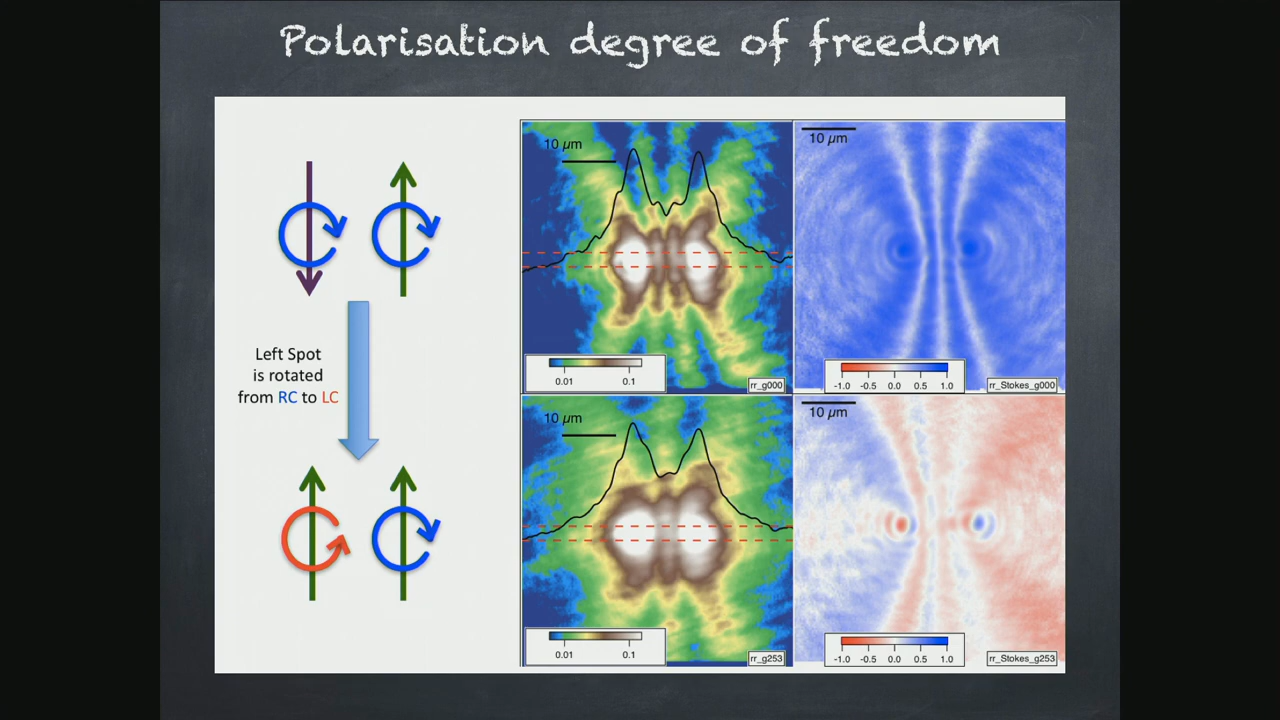 Polarisation degree of freedom
Left Spot
is rotated
from RC to LC
10 µm
0.01 0.1
rr_g000
10 µm
-1.0 -0.5 0.0 0.5 1.0
rr_Stokes_g000
10 µm
0.01 0.1
rr_g253
10 µm
-1.0 -0.5 0.0 0.5 1.0
rr_Stokes_g253